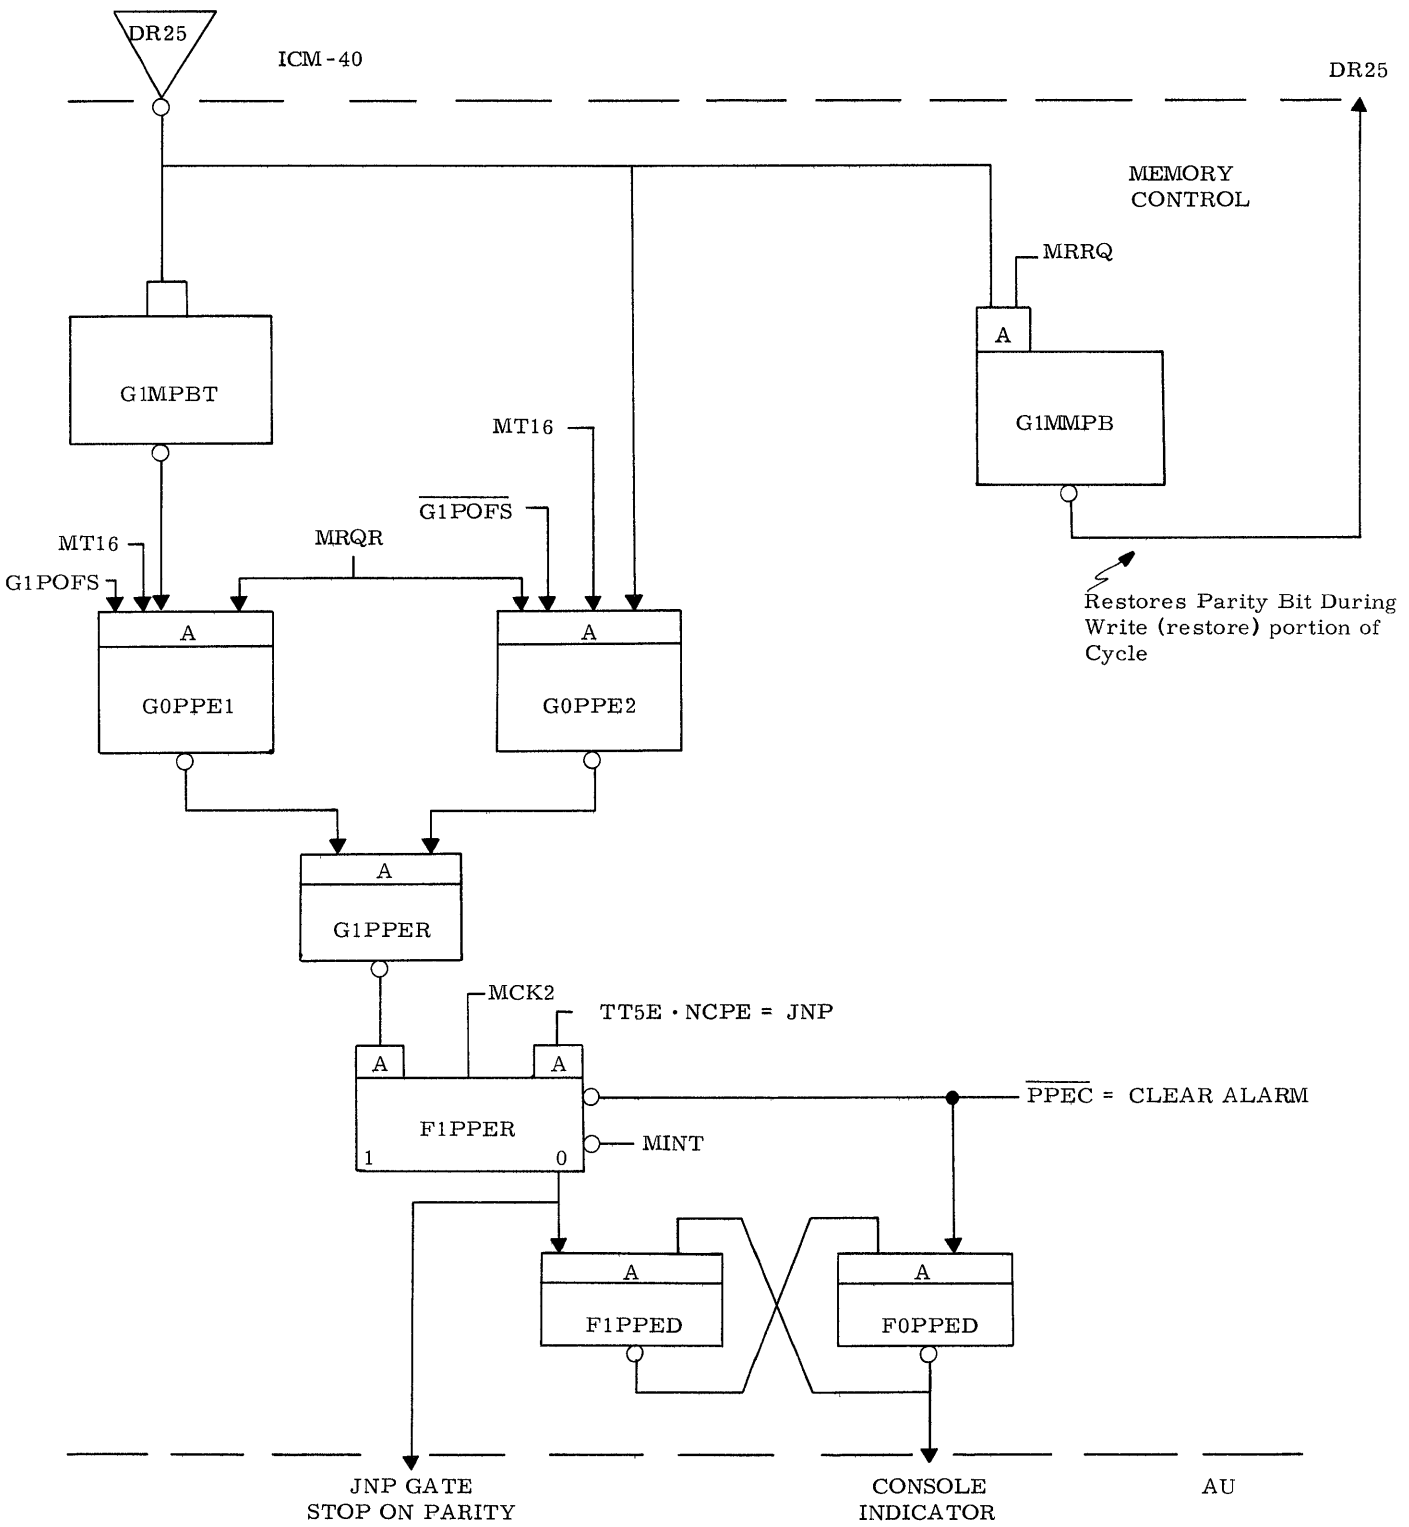 DR25
ICM-40
DR25
MEMORY
CONTROL
MRRQ
A
G1MPBT
G1MMPB
MT16
G1POFS
MRQR
MT16
G1POFS
Restores Parity Bit During
Write (restore) portion of
Cycle
A
A
G0PPE1
G0PPE2
A
G1PPER
MCK2
TT5E · NCPE = JNP
A
A
PPEC = CLEAR ALARM
F1PPER
MINT
1
0
A
A
F1PPED
F0PPED
JNP GATE
STOP ON PARITY
CONSOLE
INDICATOR
AU